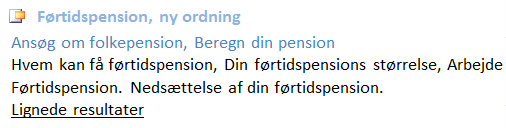 Førtidspension, ny ordning
Ansøg om folkepension, Beregn din pension
Hvem kan få førtidspension, Din førtidspensions størrelse, Arbejde
Førtidspension. Nedsættelse af din førtidspension.
Lignede resultater